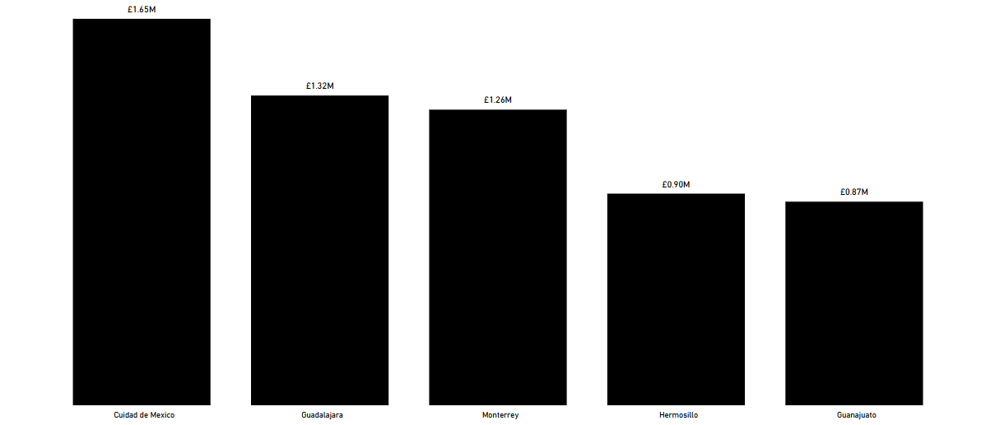 £1.65M
£1.32M
£1.26M
£0.90M
£0.87M
Cuidad de Mexico
Guadalajara
Monterrey
Hermosillo
Guanajuato